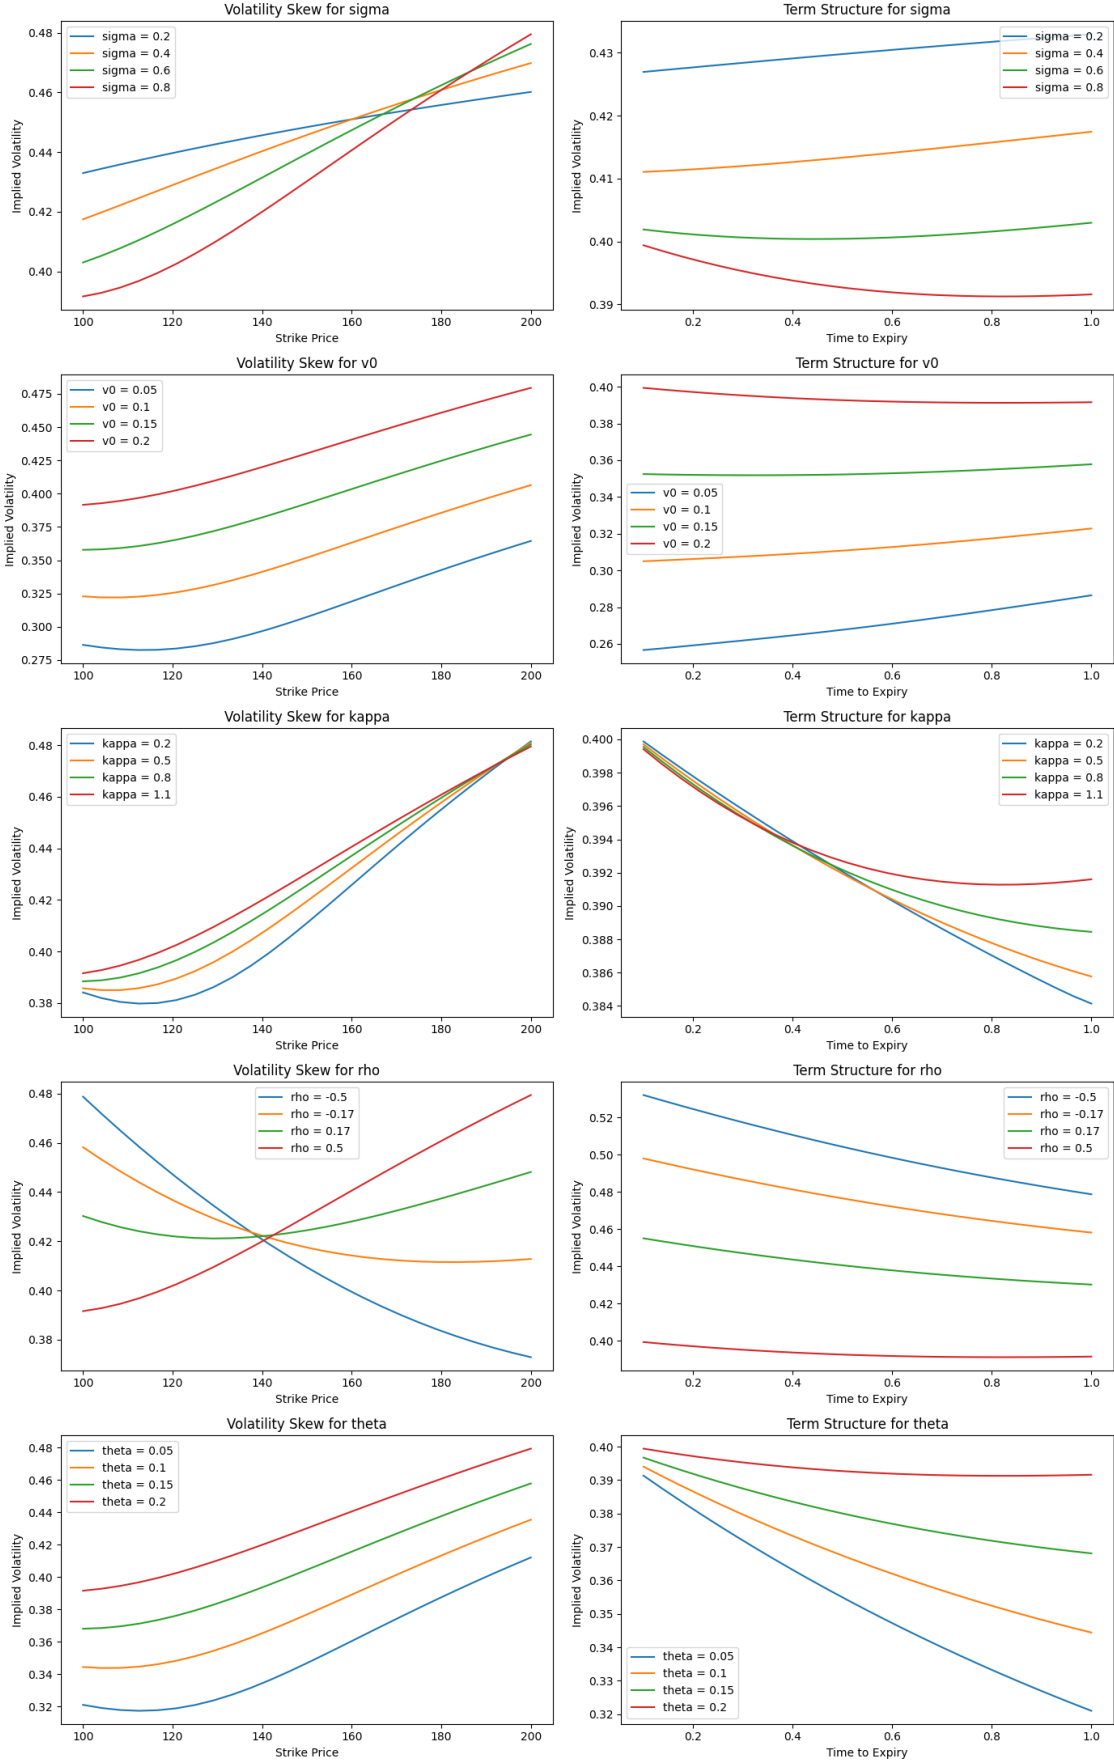 Volatility Skew for sigma
0.48
0.46
0.44
0.42
0.40
Implied Volatility
sigma = 0.2
sigma = 0.4
sigma = 0.6
sigma = 0.8
100 120 140 160 180 200
Strike Price
Term Structure for sigma
0.43
0.42
0.41
0.40
0.39
Implied Volatility
sigma = 0.2
sigma = 0.4
sigma = 0.6
sigma = 0.8
0.2 0.4 0.6 0.8 1.0
Time to Expiry
Volatility Skew for v0
0.475
0.450
0.425
0.400
0.375
0.350
0.325
0.300
0.275
Implied Volatility
v0 = 0.05
v0 = 0.1
v0 = 0.15
v0 = 0.2
100 120 140 160 180 200
Strike Price
Term Structure for v0
0.40
0.38
0.36
0.34
0.32
0.30
0.28
0.26
Implied Volatility
v0 = 0.05
v0 = 0.1
v0 = 0.15
v0 = 0.2
0.2 0.4 0.6 0.8 1.0
Time to Expiry
Volatility Skew for kappa
0.48
0.46
0.44
0.42
0.40
0.38
Implied Volatility
kappa = 0.2
kappa = 0.5
kappa = 0.8
kappa = 1.1
100 120 140 160 180 200
Strike Price
Term Structure for kappa
0.400
0.398
0.396
0.394
0.392
0.390
0.388
0.386
0.384
Implied Volatility
kappa = 0.2
kappa = 0.5
kappa = 0.8
kappa = 1.1
0.2 0.4 0.6 0.8 1.0
Time to Expiry
Volatility Skew for rho
0.48
0.46
0.44
0.42
0.40
0.38
Implied Volatility
rho = -0.5
rho = -0.17
rho = 0.17
rho = 0.5
100 120 140 160 180 200
Strike Price
Term Structure for rho
0.52
0.50
0.48
0.46
0.44
0.42
0.40
Implied Volatility
rho = -0.5
rho = -0.17
rho = 0.17
rho = 0.5
0.2 0.4 0.6 0.8 1.0
Time to Expiry
Volatility Skew for theta
0.48
0.46
0.44
0.42
0.40
0.38
0.36
0.34
0.32
Implied Volatility
theta = 0.05
theta = 0.1
theta = 0.15
theta = 0.2
100 120 140 160 180 200
Strike Price
Term Structure for theta
0.40
0.39
0.38
0.37
0.36
0.35
0.34
0.33
0.32
Implied Volatility
theta = 0.05
theta = 0.1
theta = 0.15
theta = 0.2
0.2 0.4 0.6 0.8 1.0
Time to Expiry